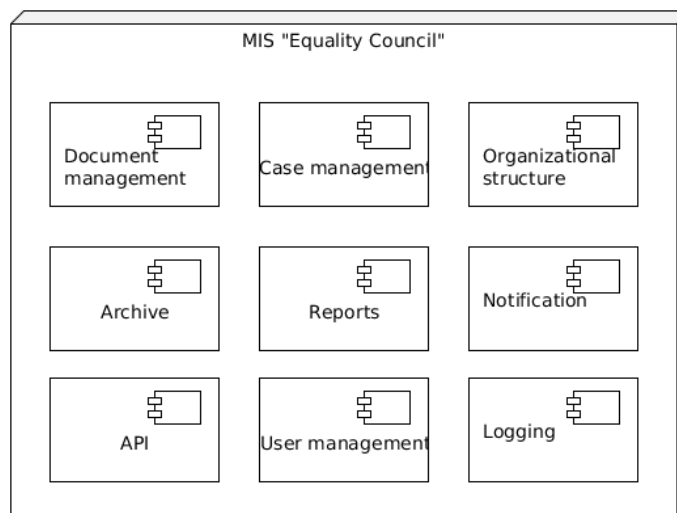 MIS "Equality Council"
Document
management
Case management
Organizational
structure
Archive
Reports
Notification
API
User management
Logging